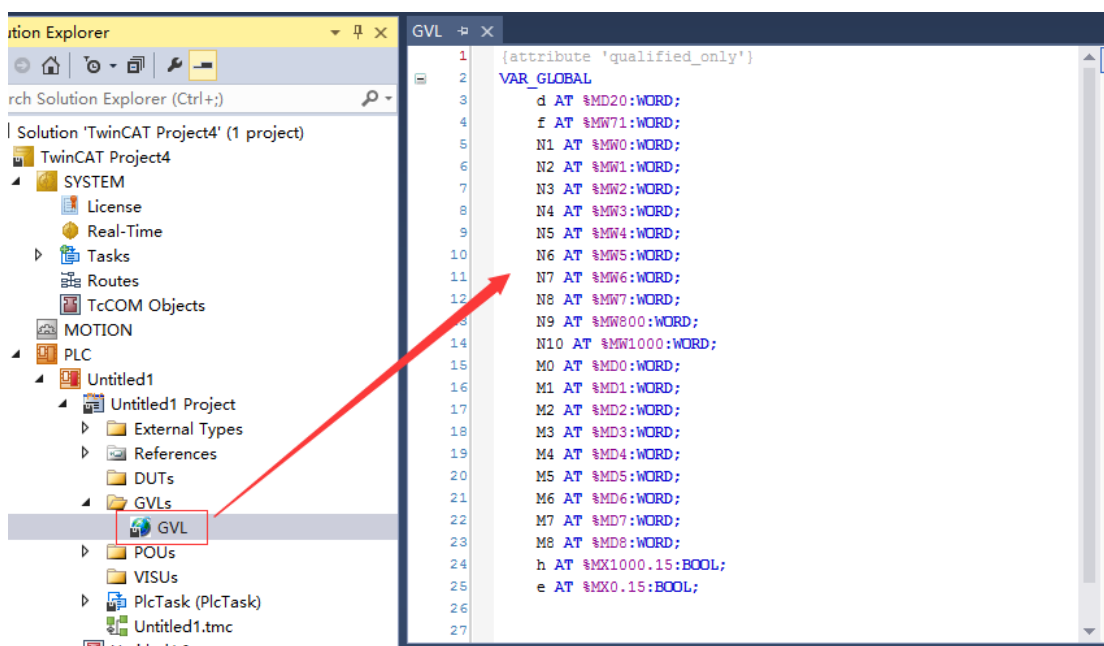 ution Explorer
rch Solution Explorer (Ctrl+;)
Solution 'TwinCAT Project4' (1 project)
TwinCAT Project4
SYSTEM
License
Real-Time
Tasks
Routes
TcCOM Objects
MOTION
PLC
Untitled1
Untitled1 Project
External Types
References
DUTs
GVLs
GVL
POUs
VISUs
PlcTask (PlcTask)
Untitled1.tmc
GVL
1 {attribute 'qualified_only'}
2 VAR_GLOBAL
3 d AT %MD20:WORD;
4 f AT %MW71:WORD;
5 N1 AT %MW0:WORD;
6 N2 AT %MW1:WORD;
7 N3 AT %MW2:WORD;
8 N4 AT %MW3:WORD;
9 N5 AT %MW4:WORD;
10 N6 AT %MW5:WORD;
11 N7 AT %MW6:WORD;
12 N8 AT %MW7:WORD;
13 N9 AT %MW800:WORD;
14 N10 AT %MW1000:WORD;
15 M0 AT %MD0:WORD;
16 M1 AT %MD1:WORD;
17 M2 AT %MD2:WORD;
18 M3 AT %MD3:WORD;
19 M4 AT %MD4:WORD;
20 M5 AT %MD5:WORD;
21 M6 AT %MD6:WORD;
22 M7 AT %MD7:WORD;
23 M8 AT %MD8:WORD;
24 h AT %MX1000.15:BOOL;
25 e AT %MX0.15:BOOL;
26
27